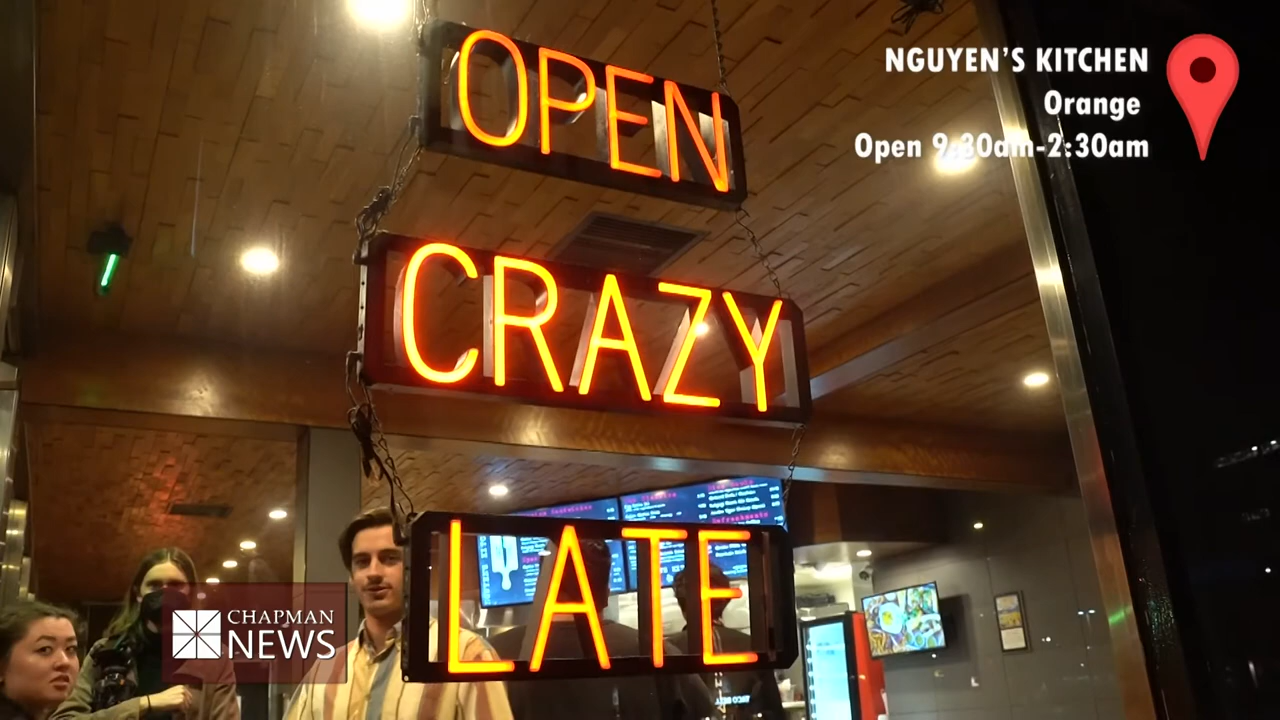 NGUYEN'S KITCHEN
Orange
Open 9:30am-2:30am
OPEN
CRAZY
LATE
CHAPMAN
NEWS